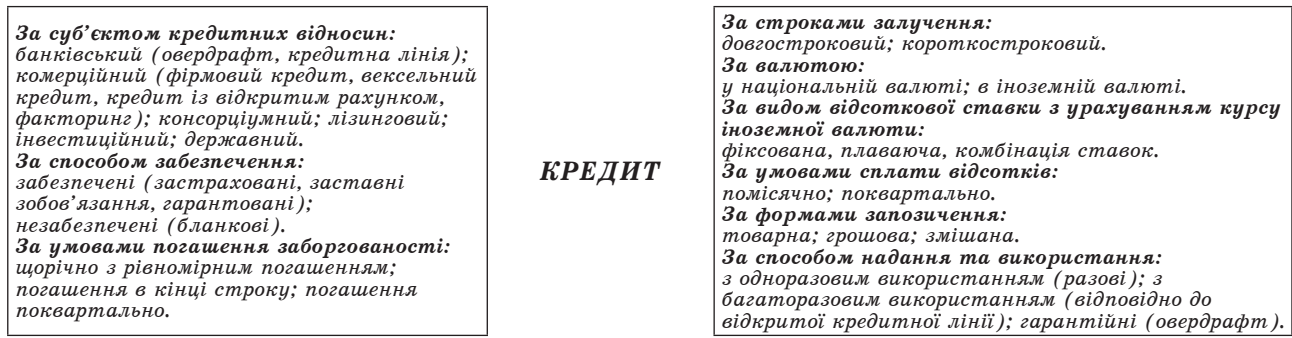 За суб’єктом кредитних відносин:
банківський (овердрафт, кредитна лінія);
комерційний (фірмовий кредит, вексельний
кредит, кредит із відкритим рахунком,
факторинг); консорціумний; лізинговий;
інвестиційний; державний.
За способом забезпечення:
забезпечені (застраховані, заставні
зобов’язання, гарантовані);
незабезпечені (бланкові).
За умовами погашення заборгованості:
щорічно з рівномірним погашенням;
погашення в кінці строку; погашення
поквартально.
КРЕДИТ
За строками залучення:
довгостроковий; короткостроковий.
За валютою:
у національній валюті; в іноземній валюті.
За видом відсоткової ставки з урахуванням курсу
іноземної валюти:
фіксована, плаваюча, комбінація ставок.
За умовами сплати відсотків:
помісячно; поквартально.
За формами запозичення:
товарна; грошова; змішана.
За способом надання та використання:
з одноразовим використанням (разові); з
багаторазовим використанням (відповідно до
відкритої кредитної лінії); гарантійні (овердрафт).